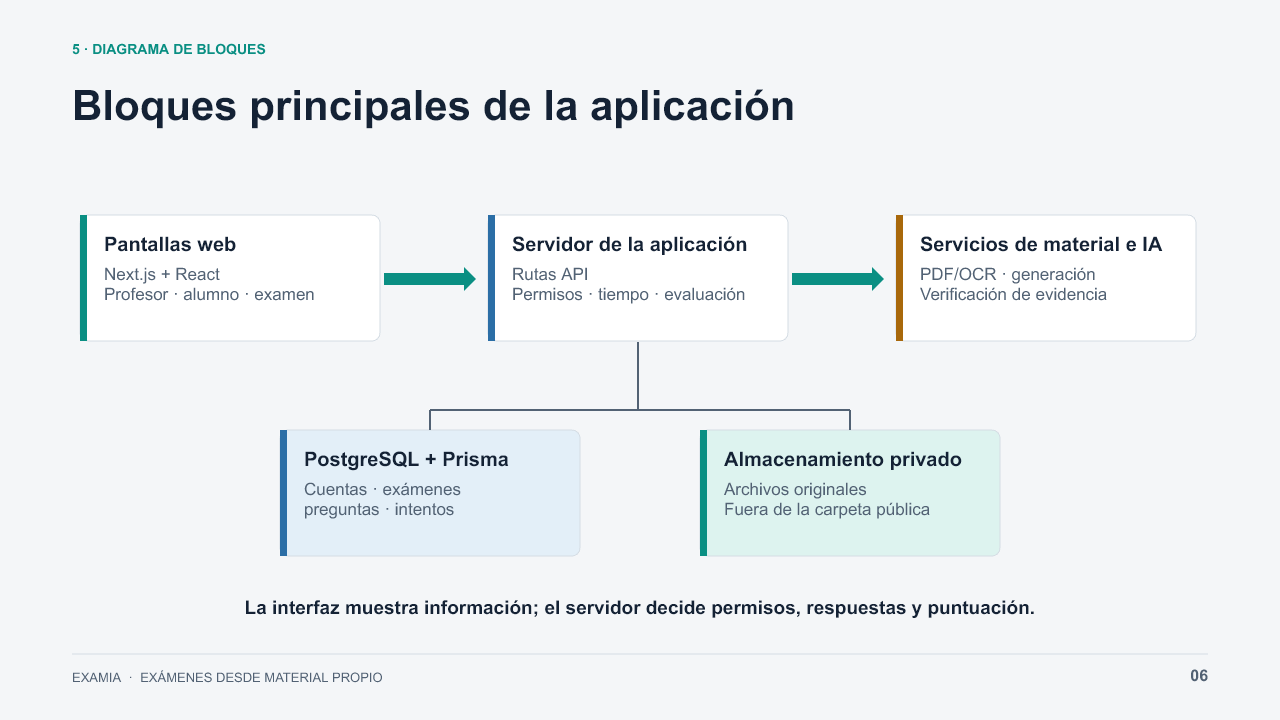 5 · DIAGRAMA DE BLOQUES
Bloques principales de la aplicación
Pantallas web
Next.js + React
Profesor · alumno · examen
Servidor de la aplicación
Rutas API
Permisos · tiempo · evaluación
Servicios de material e IA
PDF/OCR · generación
Verificación de evidencia
PostgreSQL + Prisma
Cuentas · exámenes
preguntas · intentos
Almacenamiento privado
Archivos originales
Fuera de la carpeta pública
La interfaz muestra información; el servidor decide permisos, respuestas y puntuación.
EXAMIA · EXÁMENES DESDE MATERIAL PROPIO
06